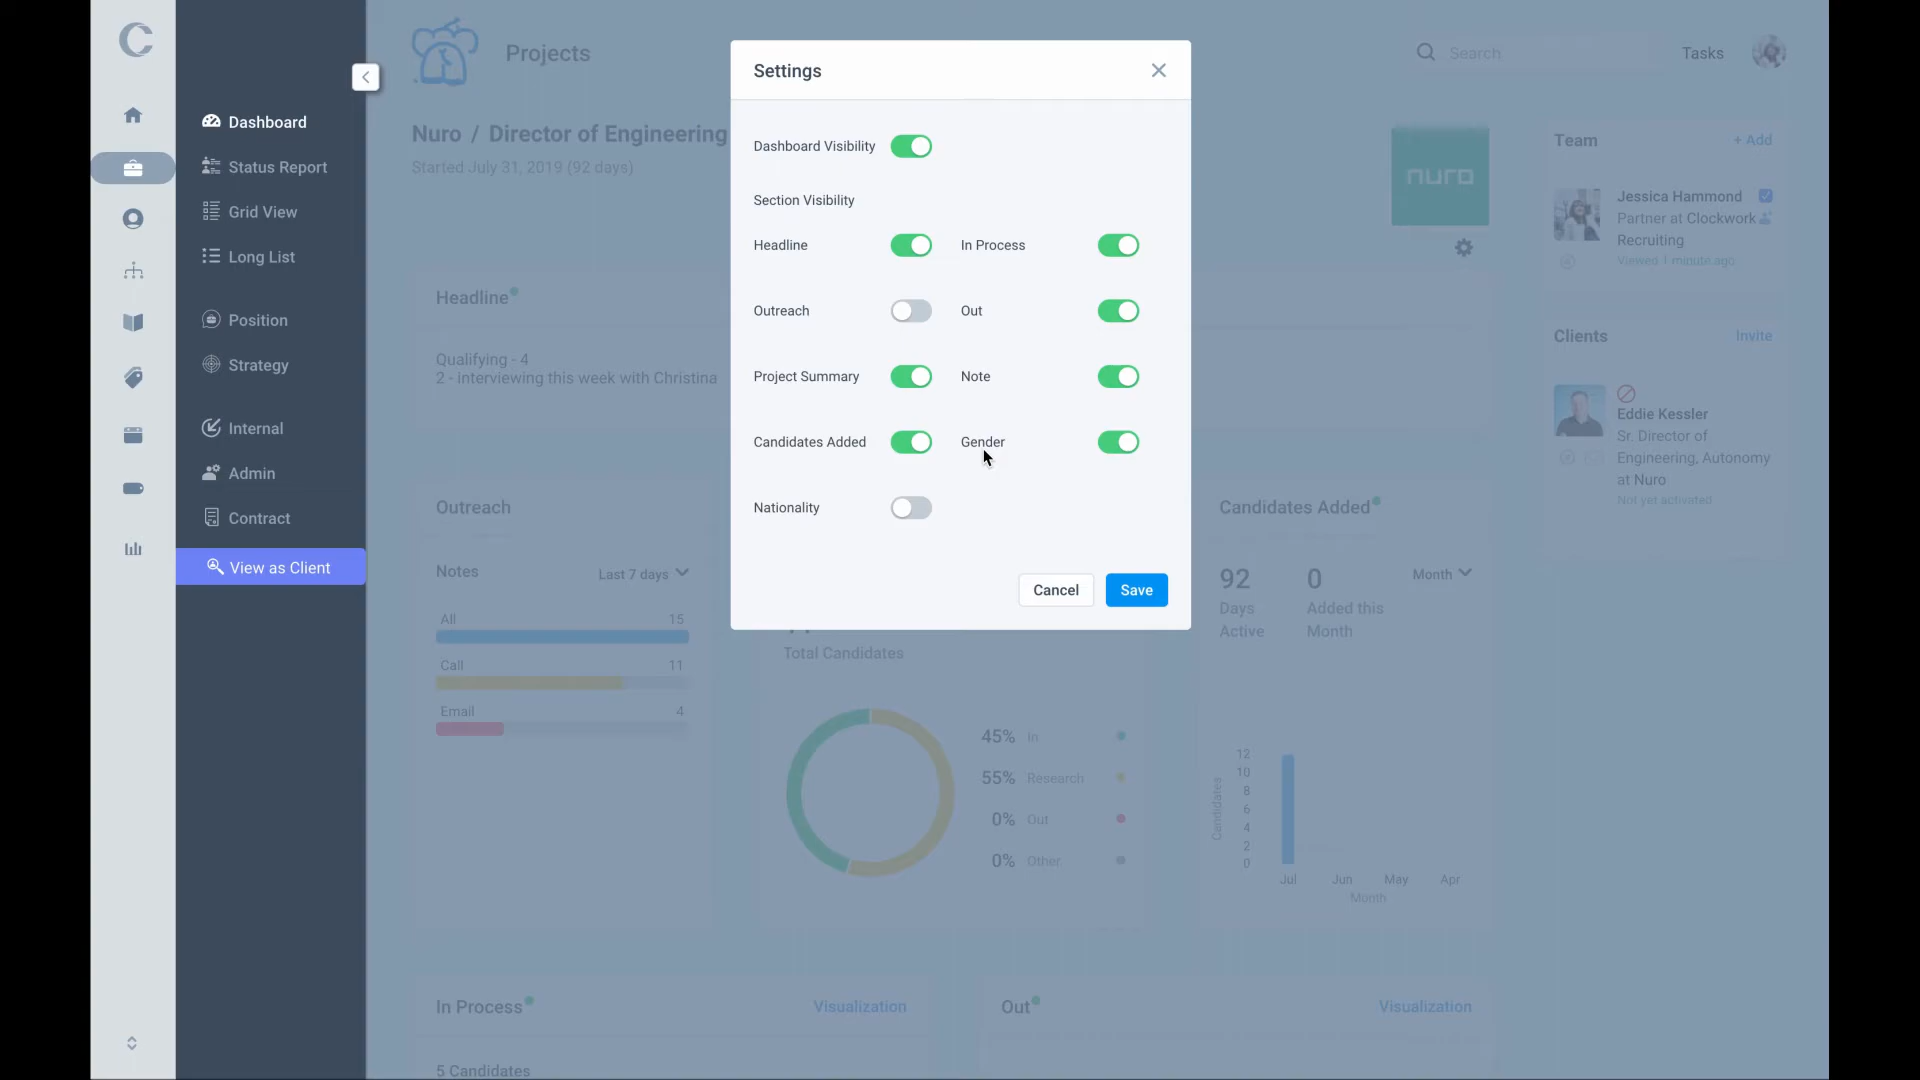 Projects
Search
Tasks
Settings
Dashboard
Status Report
Grid View
Long List
Position
Strategy
Internal
Admin
Contract
View as Client
Nuro / Director of Engineering
Started July 31, 2019 (92 days)
nuro
Headline
Qualifying - 4
2 - interviewing this week with Christina
Dashboard Visibility
Section Visibility
Headline
In Process
Outreach
Out
Project Summary
Note
Candidates Added
Gender
Nationality
Cancel
Save
Team
+ Add
Jessica Hammond
Partner at Clockwork
Recruiting
Viewed 1 minute ago
Clients
Invite
Eddie Kessler
Sr. Director of
Engineering, Autonomy
at Nuro
Not yet activated
Outreach
Notes
Last 7 days
All
15
Call
11
Email
4
Total Candidates
45% In
55% Research
0% Out
0% Other
Candidates Added
92
Days
Active
0
Added this
Month
Month
Candidates
12
10
8
6
4
2
0
Jul
Jun
May
Apr
Month
In Process
Visualization
5 Candidates
Out
Visualization